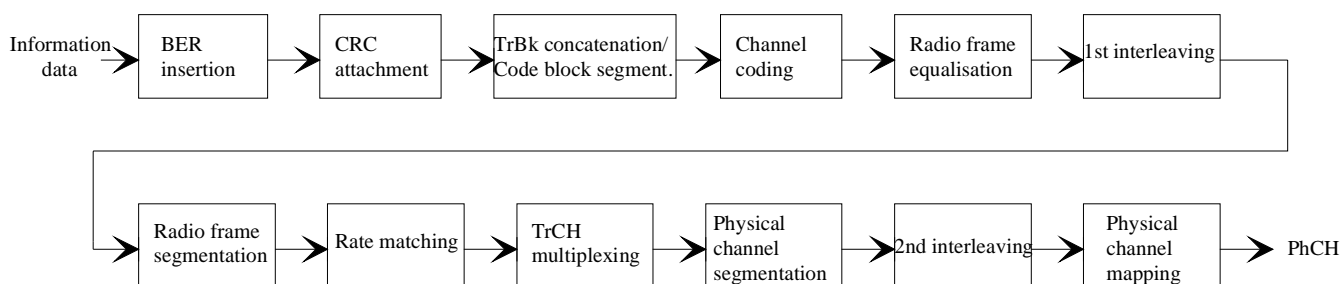 Information
data
BER
insertion
CRC
attachment
TrBk concatenation/
Code block segment.
Channel
coding
Radio frame
equalisation
1st interleaving
Radio frame
segmentation
Rate matching
TrCH
multiplexing
Physical
channel
segmentation
2nd interleaving
Physical
channel
mapping
PhCH